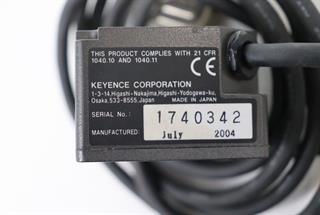 THIS PRODUCT COMPLIES WITH 21 CFR
1040.10 AND 1040.11
CE
KEYENCE CORPORATION
1-3-14,Higashi-Nakajima,Higashi-Yodogawa-ku,
Osaka,533-8555,Japan MADE IN JAPAN
SERIAL No.: 1740342
MANUFACTURED: July 2004